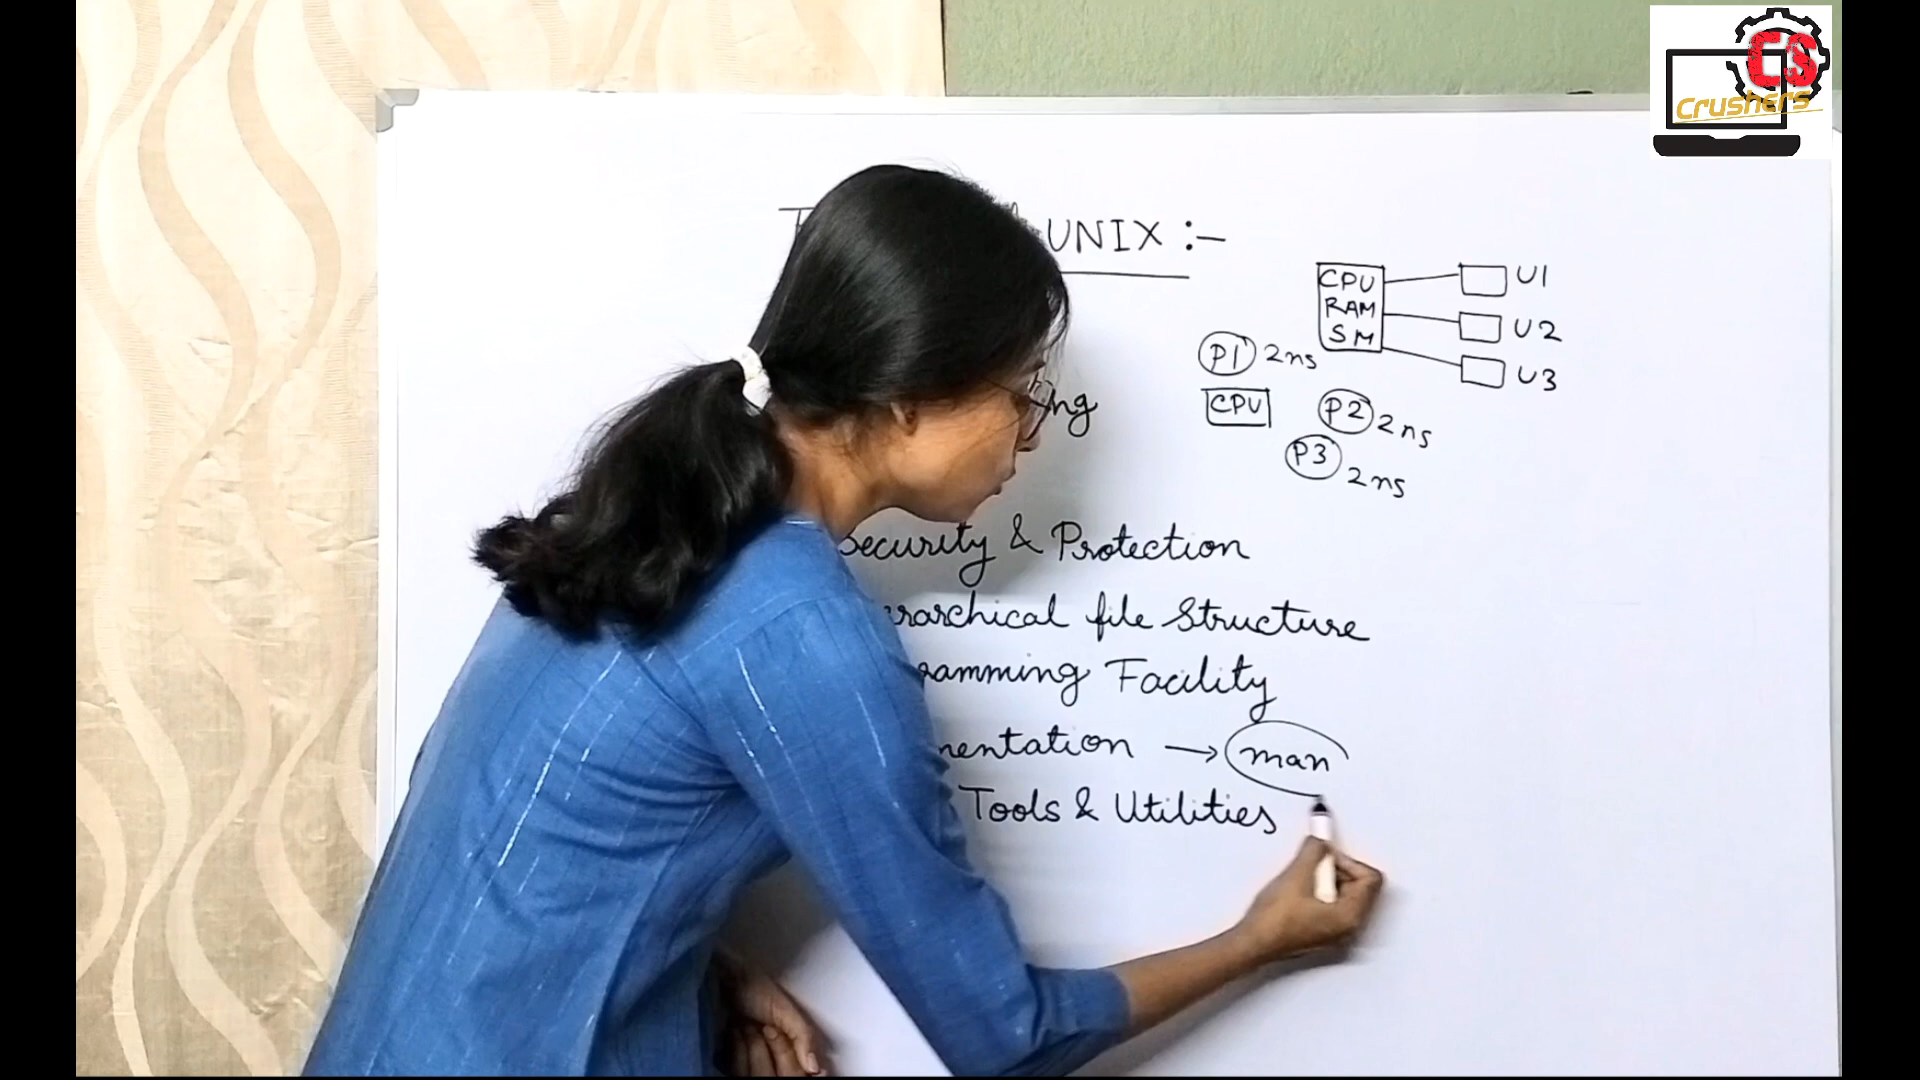 CS
Crushers
UNIX :-
CPU
RAM
SM
U1
U2
U3
P1 2ns
CPU
P2 2ns
P3 2ns
Security & Protection
file Structure
Facility
→ man
Tools & Utilities